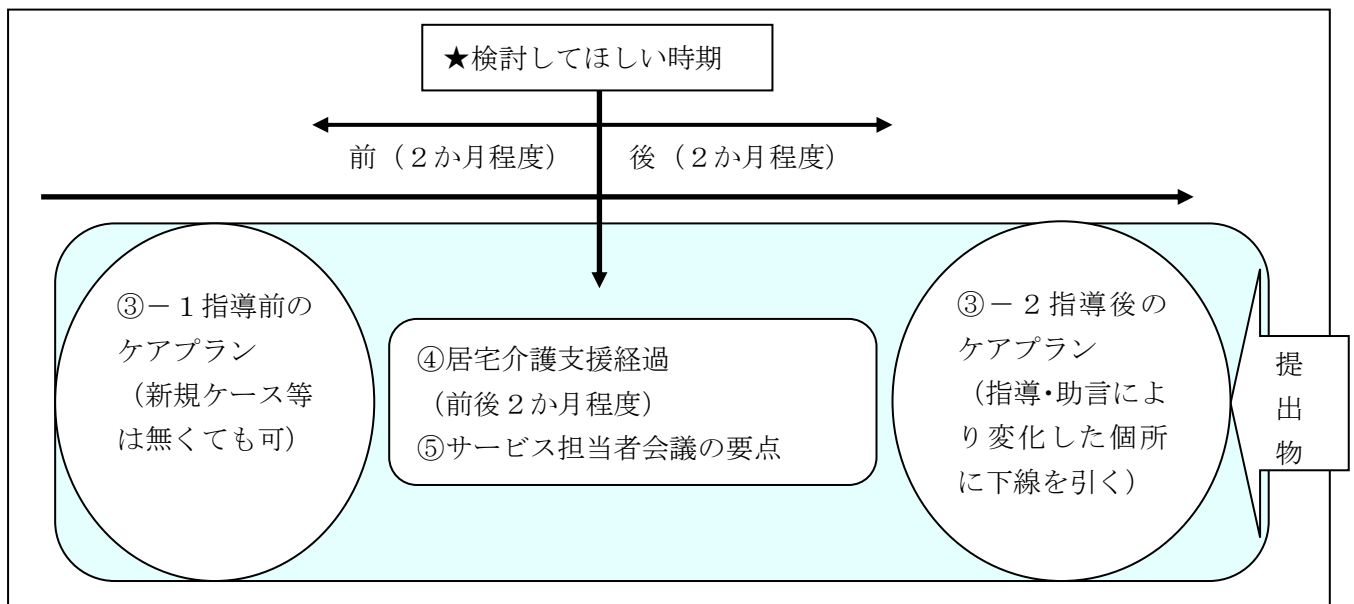 ★検討してほしい時期
前（２か月程度）
後（２か月程度）
③－１指導前の
ケアプラン
（新規ケース等
は無くても可）
④居宅介護支援経過
(前後２か月程度)
⑤サービス担当者会議の要点
③－２指導後の
ケアプラン
（指導・助言によ
り変化した個所
に下線を引く）
提
出
物